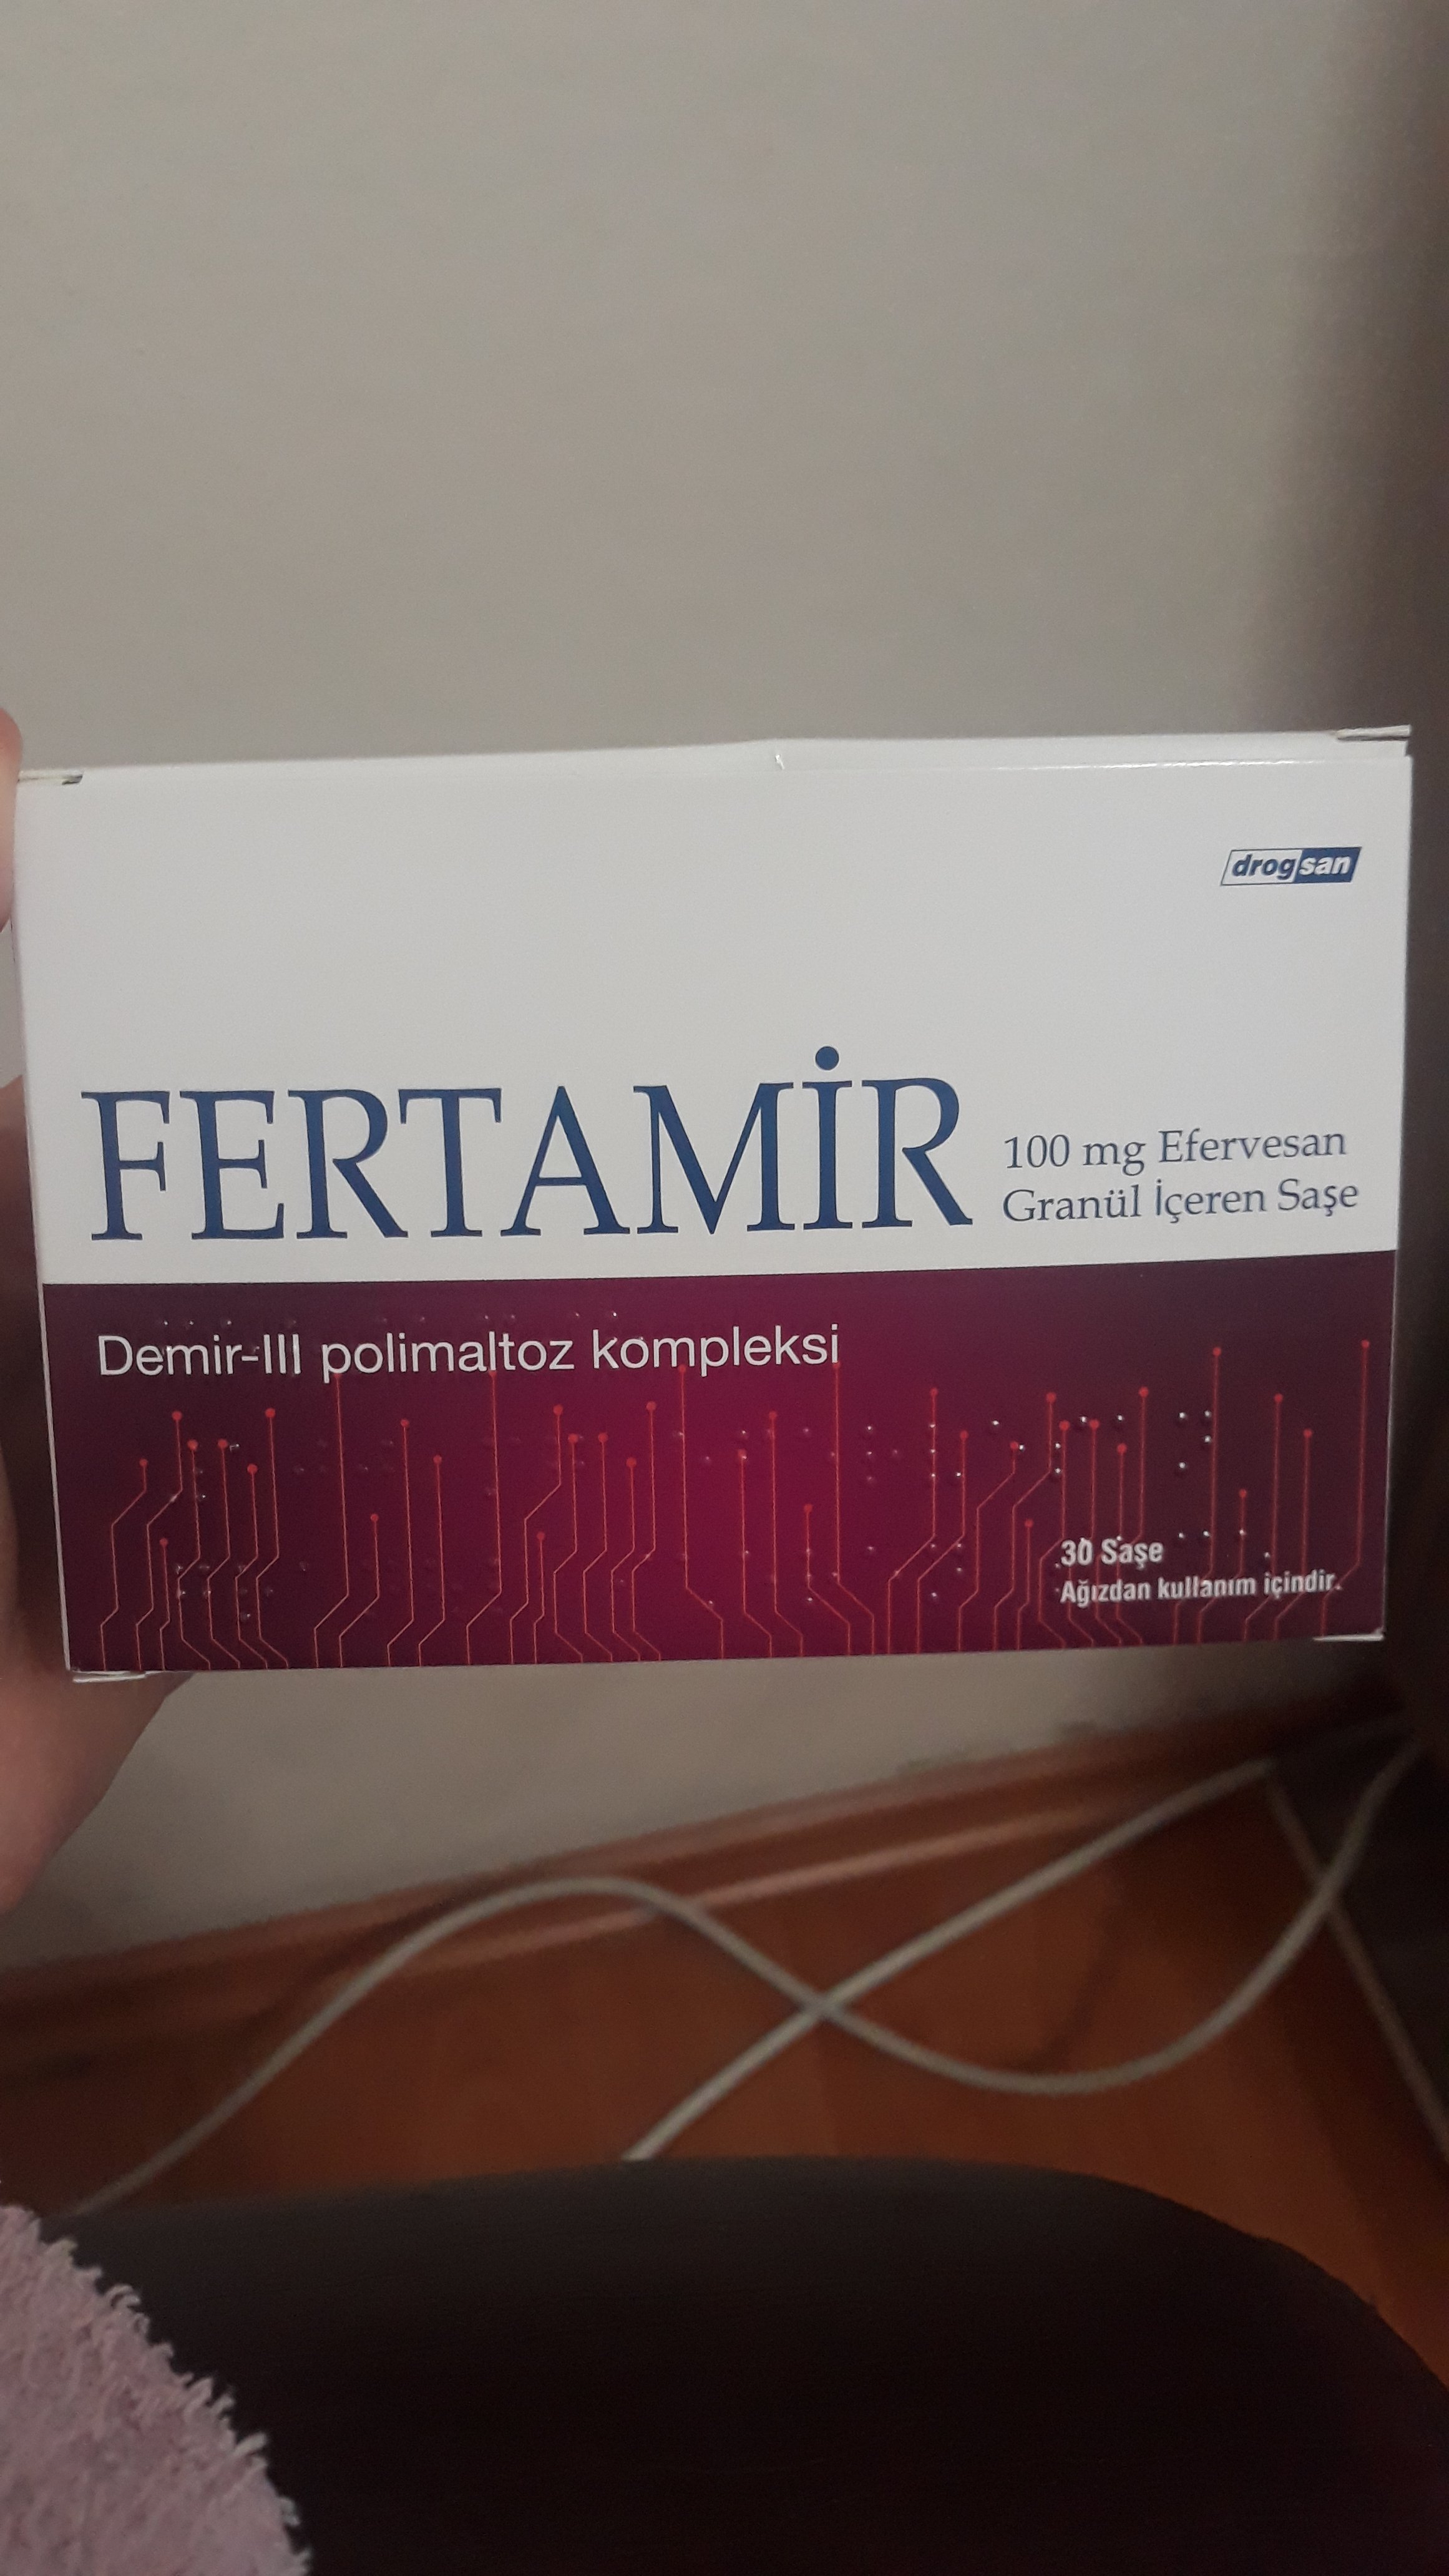 drogsan
FERTAMİR
100 mg Efervesan
Granül İçeren Saşe
Demir-III polimaltoz kompleksi
30 Saşe
Ağızdan kullanım içindir.